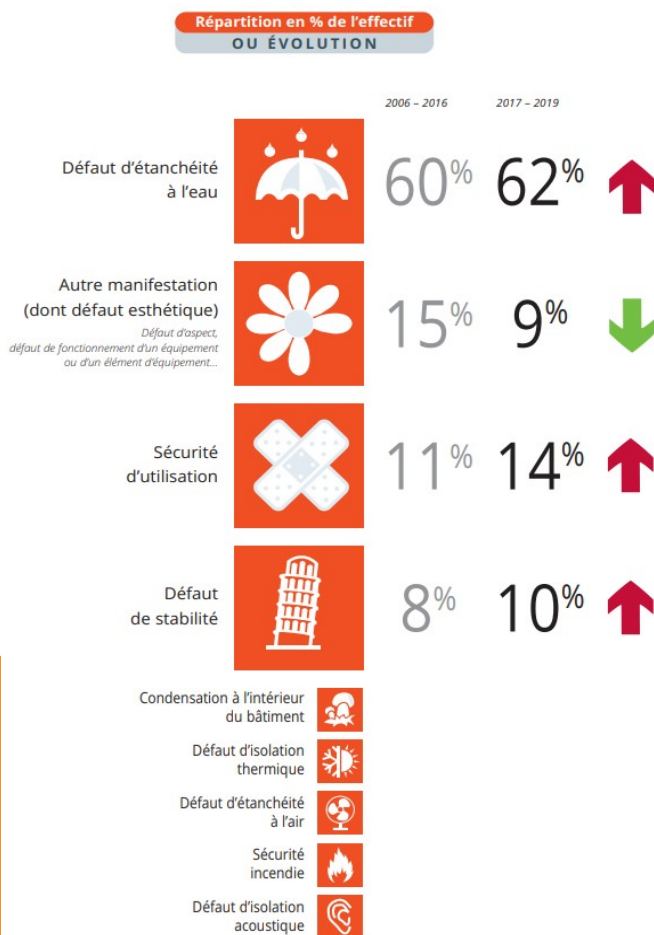 Répartition en % de l’effectif
OU ÉVOLUTION
2006 – 2016 2017 – 2019
Défaut d’étanchéité
à l’eau
60% 62%
Autre manifestation
(dont défaut esthétique)
Défaut d’aspect,
défaut de fonctionnement d’un équipement
ou d’un élément d’équipement...
15% 9%
Sécurité
d’utilisation
11% 14%
Défaut
de stabilité
8% 10%
Condensation à l’intérieur
du bâtiment
Défaut d’isolation
thermique
Défaut d’étanchéité
à l’air
Sécurité
incendie
Défaut d’isolation
acoustique